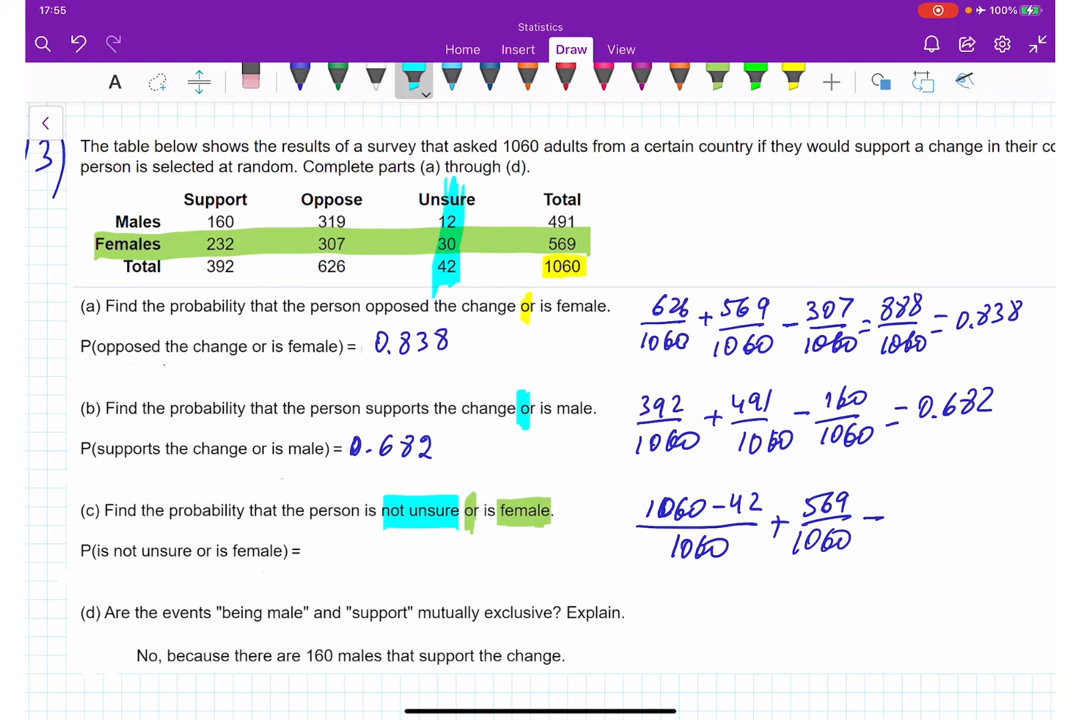 17:55
100%
Statistics
Home Insert Draw View
A
13)
The table below shows the results of a survey that asked 1060 adults from a certain country if they would support a change in their co
person is selected at random. Complete parts (a) through (d).
Support Oppose Unsure Total
Males 160 319 12 491
Females 232 307 30 569
Total 392 626 42 1060
(a) Find the probability that the person opposed the change or is female.
626/1060 + 569/1060 - 307/1060 = 888/1060 = 0.838
P(opposed the change or is female) = 0.838
(b) Find the probability that the person supports the change or is male.
392/1060 + 491/1060 - 160/1060 = 0.682
P(supports the change or is male) = 0.682
(c) Find the probability that the person is not unsure or is female.
1060-42/1060 + 569/1060 -
P(is not unsure or is female) =
(d) Are the events "being male" and "support" mutually exclusive? Explain.
No, because there are 160 males that support the change.